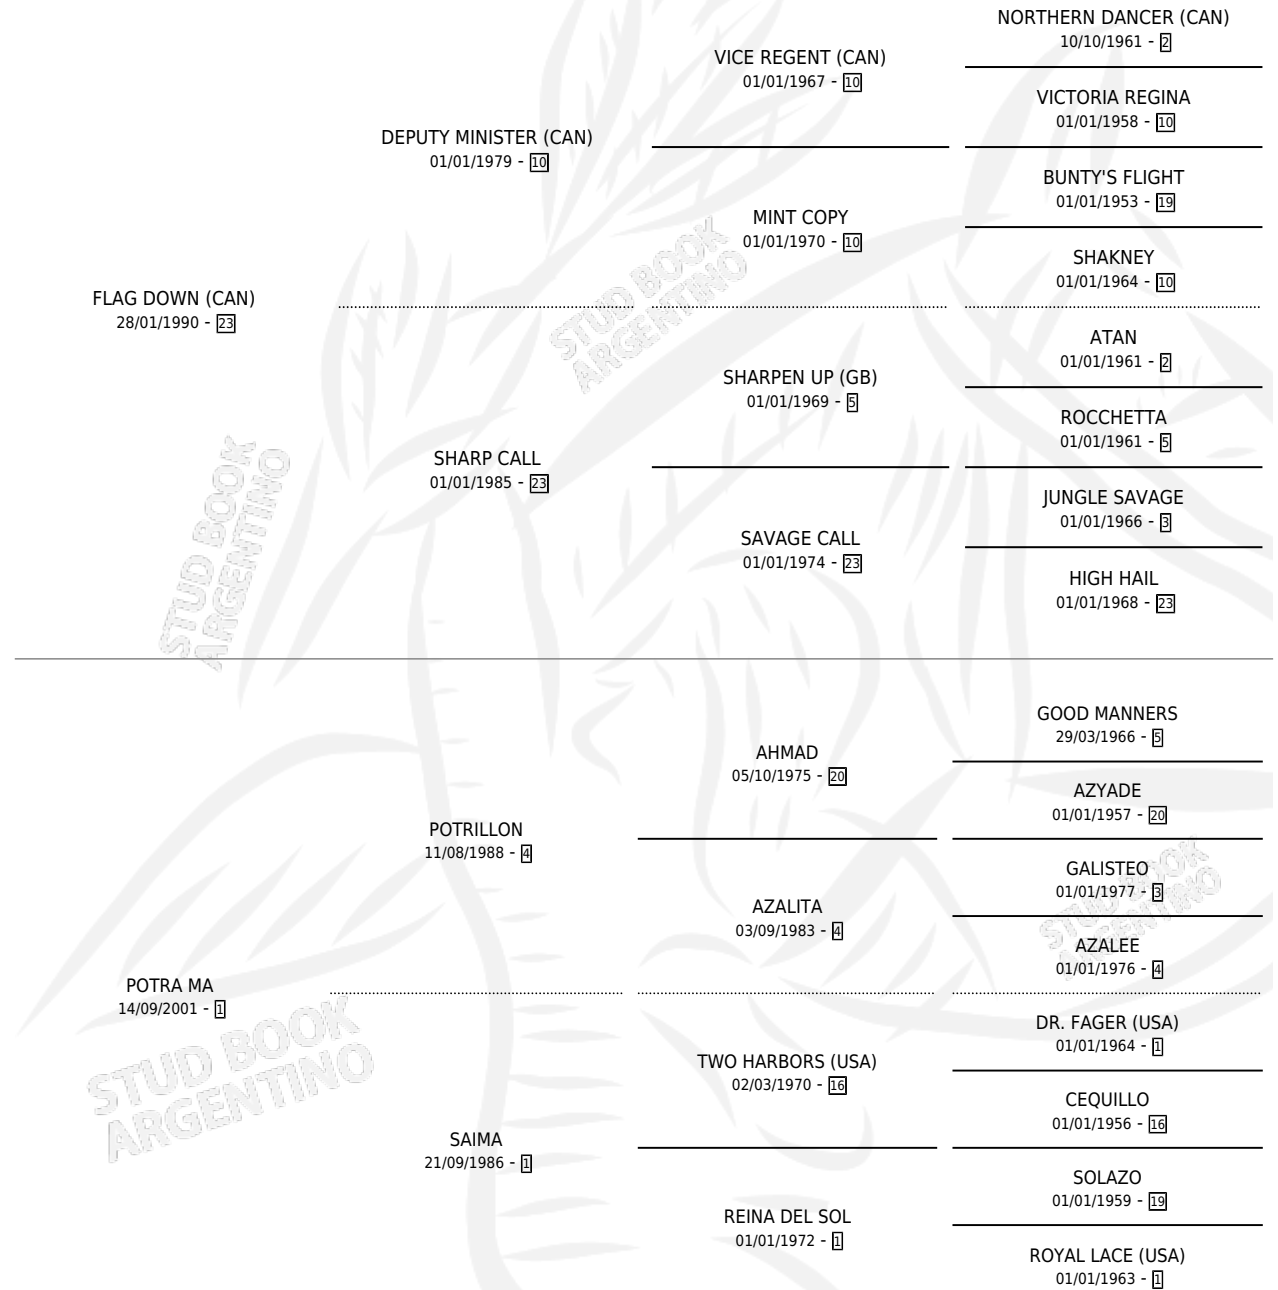 NORTHERN DANCER (CAN)
10/10/1961 - 2
VICE REGENT (CAN)
01/01/1967 - 10
VICTORIA REGINA
01/01/1958 - 10
DEPUTY MINISTER (CAN)
01/01/1979 - 10
BUNTY'S FLIGHT
01/01/1953 - 19
MINT COPY
01/01/1970 - 10
SHAKNEY
01/01/1964 - 10
FLAG DOWN (CAN)
28/01/1990 - 23
ATAN
01/01/1961 - 2
SHARPEN UP (GB)
01/01/1969 - 5
ROCCHETTA
01/01/1961 - 5
SHARP CALL
01/01/1985 - 23
JUNGLE SAVAGE
01/01/1966 - 3
SAVAGE CALL
01/01/1974 - 23
HIGH HAIL
01/01/1968 - 23
GOOD MANNERS
29/03/1966 - 5
AHMAD
05/10/1975 - 20
AZYADE
01/01/1957 - 20
POTRILLON
11/08/1988 - 4
GALISTEO
01/01/1977 - 3
AZALITA
03/09/1983 - 4
AZALEE
01/01/1976 - 4
POTRA MA
14/09/2001 - 1
DR. FAGER (USA)
01/01/1964 - 1
TWO HARBORS (USA)
02/03/1970 - 16
CEQUILLO
01/01/1956 - 16
SAIMA
21/09/1986 - 1
SOLAZO
01/01/1959 - 19
REINA DEL SOL
01/01/1972 - 1
ROYAL LACE (USA)
01/01/1963 - 1
STUD BOOK
ARGENTINO
STUD BOOK
ARGENTINO
STUD BOOK
ARGENTINO
STUD BOOK
ARGENTINO